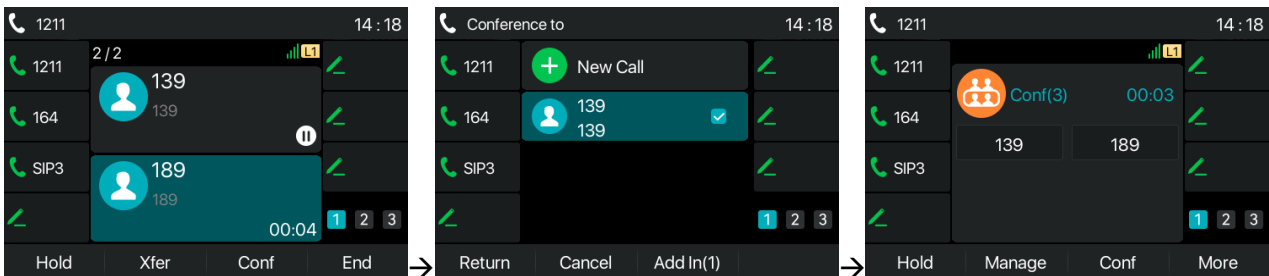 1211 14:18
2/2 L1
1211
139
139
164
SIP3
189
189
00:04
1 2 3
Hold Xfer Conf End
→
Conference to 14:18
1211
New Call
164
139
139
SIP3
1 2 3
Return Cancel Add In(1)
→
1211 14:18
L1
1211
Conf(3) 00:03
164
139 189
SIP3
1 2 3
Hold Manage Conf More